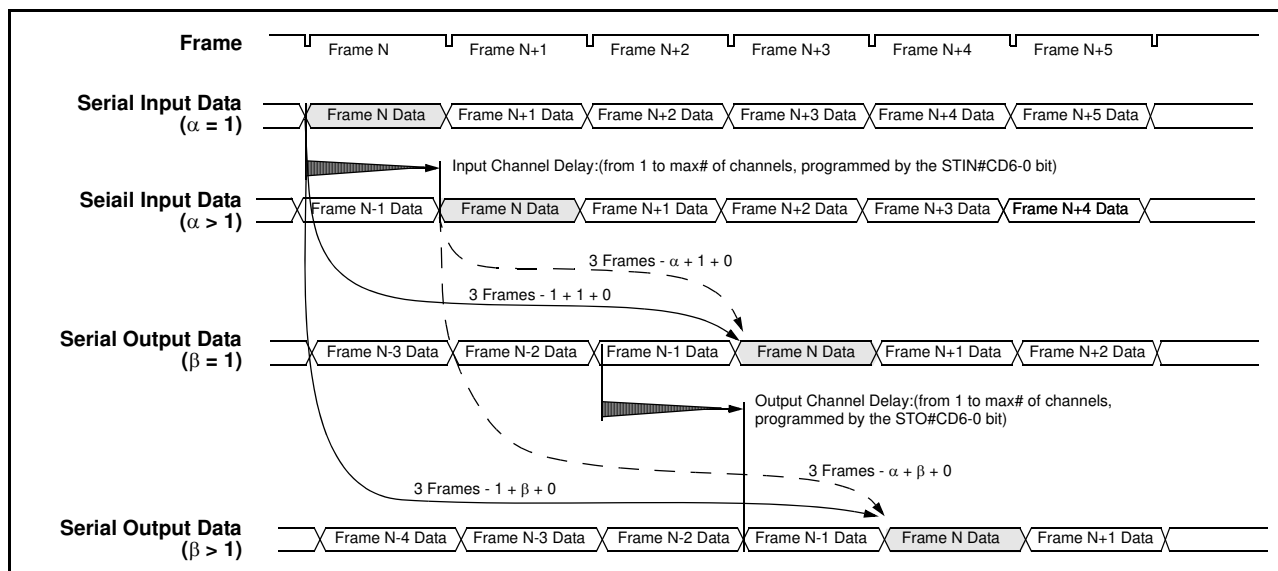 Frame
Frame N Frame N+1 Frame N+2 Frame N+3 Frame N+4 Frame N+5
Serial Input Data
(α = 1)
Frame N Data Frame N+1 Data Frame N+2 Data Frame N+3 Data Frame N+4 Data Frame N+5 Data
Input Channel Delay:(from 1 to max# of channels, programmed by the STIN#CD6-0 bit)
Seiail Input Data
(α > 1)
Frame N-1 Data Frame N Data Frame N+1 Data Frame N+2 Data Frame N+3 Data Frame N+4 Data
3 Frames - α + 1 + 0
3 Frames - 1 + 1 + 0
Serial Output Data
(β = 1)
Frame N-3 Data Frame N-2 Data Frame N-1 Data Frame N Data Frame N+1 Data Frame N+2 Data
Output Channel Delay:(from 1 to max# of channels,
programmed by the STO#CD6-0 bit)
3 Frames - α + β + 0
3 Frames - 1 + β + 0
Serial Output Data
(β > 1)
Frame N-4 Data Frame N-3 Data Frame N-2 Data Frame N-1 Data Frame N Data Frame N+1 Data